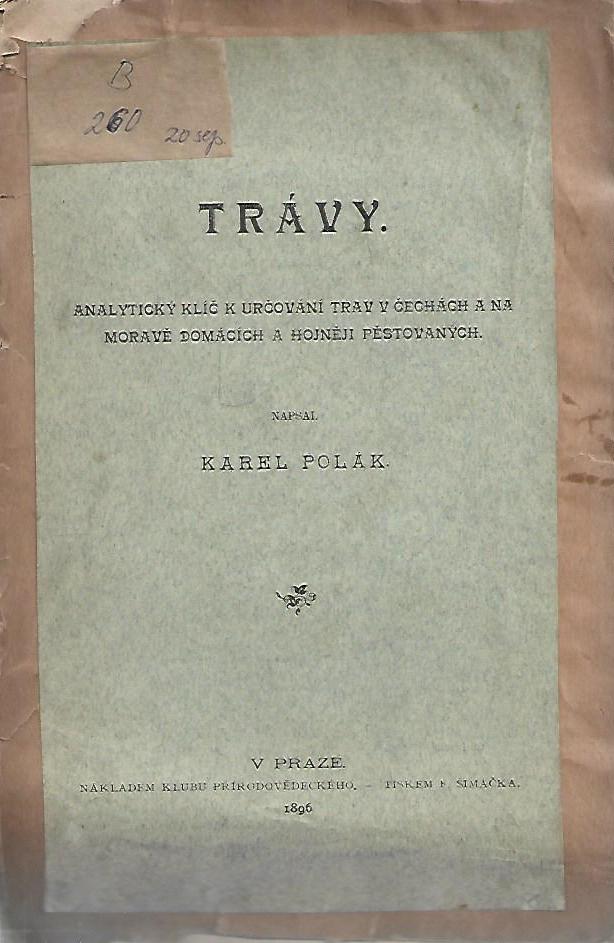 B
260
20 sep.
TRÁVY.
ANALYTICKÝ KLÍČ K URČOVÁNÍ TRAV V ČECHÁCH A NA
MORAVĚ DOMÁCÍCH A HOJNĚJI PĚSTOVANÝCH.
NAPSAL
KAREL POLÁK.
V PRAZE.
NÁKLADEM KLUBU PŘÍRODOVĚDECKÉHO. – TISKEM F. ŠIMÁČKA.
1896